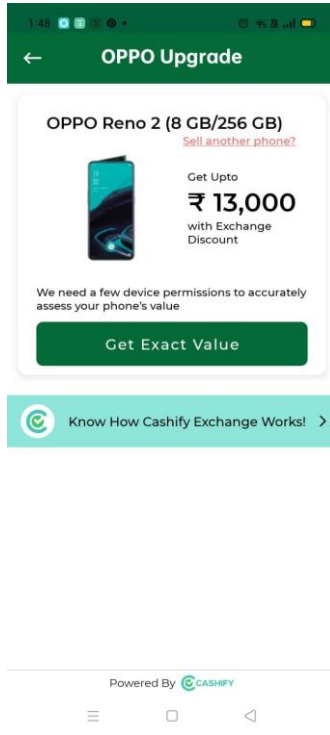 1:48
OPPO Upgrade
OPPO Reno 2 (8 GB/256 GB)
Sell another phone?
Get Upto
₹ 13,000
with Exchange
Discount
We need a few device permissions to accurately
assess your phone's value
Get Exact Value
Know How Cashify Exchange Works!
Powered By CASHIFY